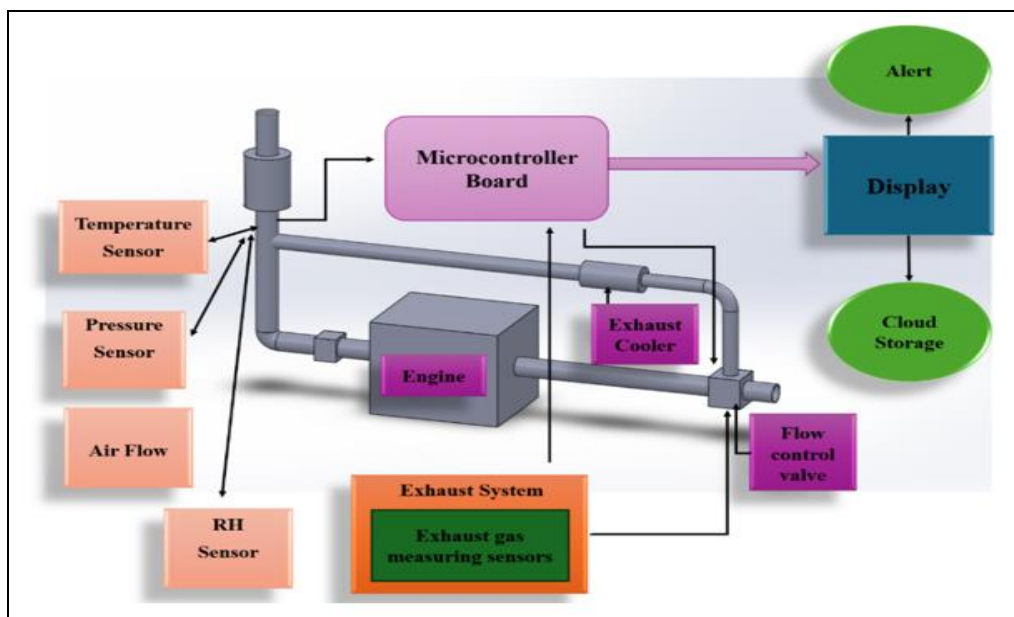 Alert
Microcontroller
Board
Display
Temperature
Sensor
Pressure
Sensor
Exhaust
Cooler
Cloud
Storage
Engine
Air Flow
Flow
control
valve
Exhaust System
Exhaust gas
measuring sensors
RH
Sensor